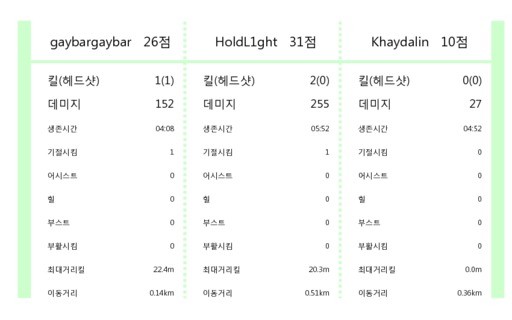 gaybargaybar 26점 HoldL1ght 31점 Khaydalin 10점
킬(헤드샷) 1(1) 킬(헤드샷) 2(0) 킬(헤드샷) 0(0)
데미지 152 데미지 255 데미지 27
생존시간 04:08 생존시간 05:52 생존시간 04:52
기절시킴 1 기절시킴 1 기절시킴 0
어시스트 0 어시스트 0 어시스트 0
힐 0 힐 0 힐 0
부스트 0 부스트 0 부스트 0
부활시킴 0 부활시킴 0 부활시킴 0
최대거리킬 22.4m 최대거리킬 20.3m 최대거리킬 0.0m
이동거리 0.14km 이동거리 0.51km 이동거리 0.36km